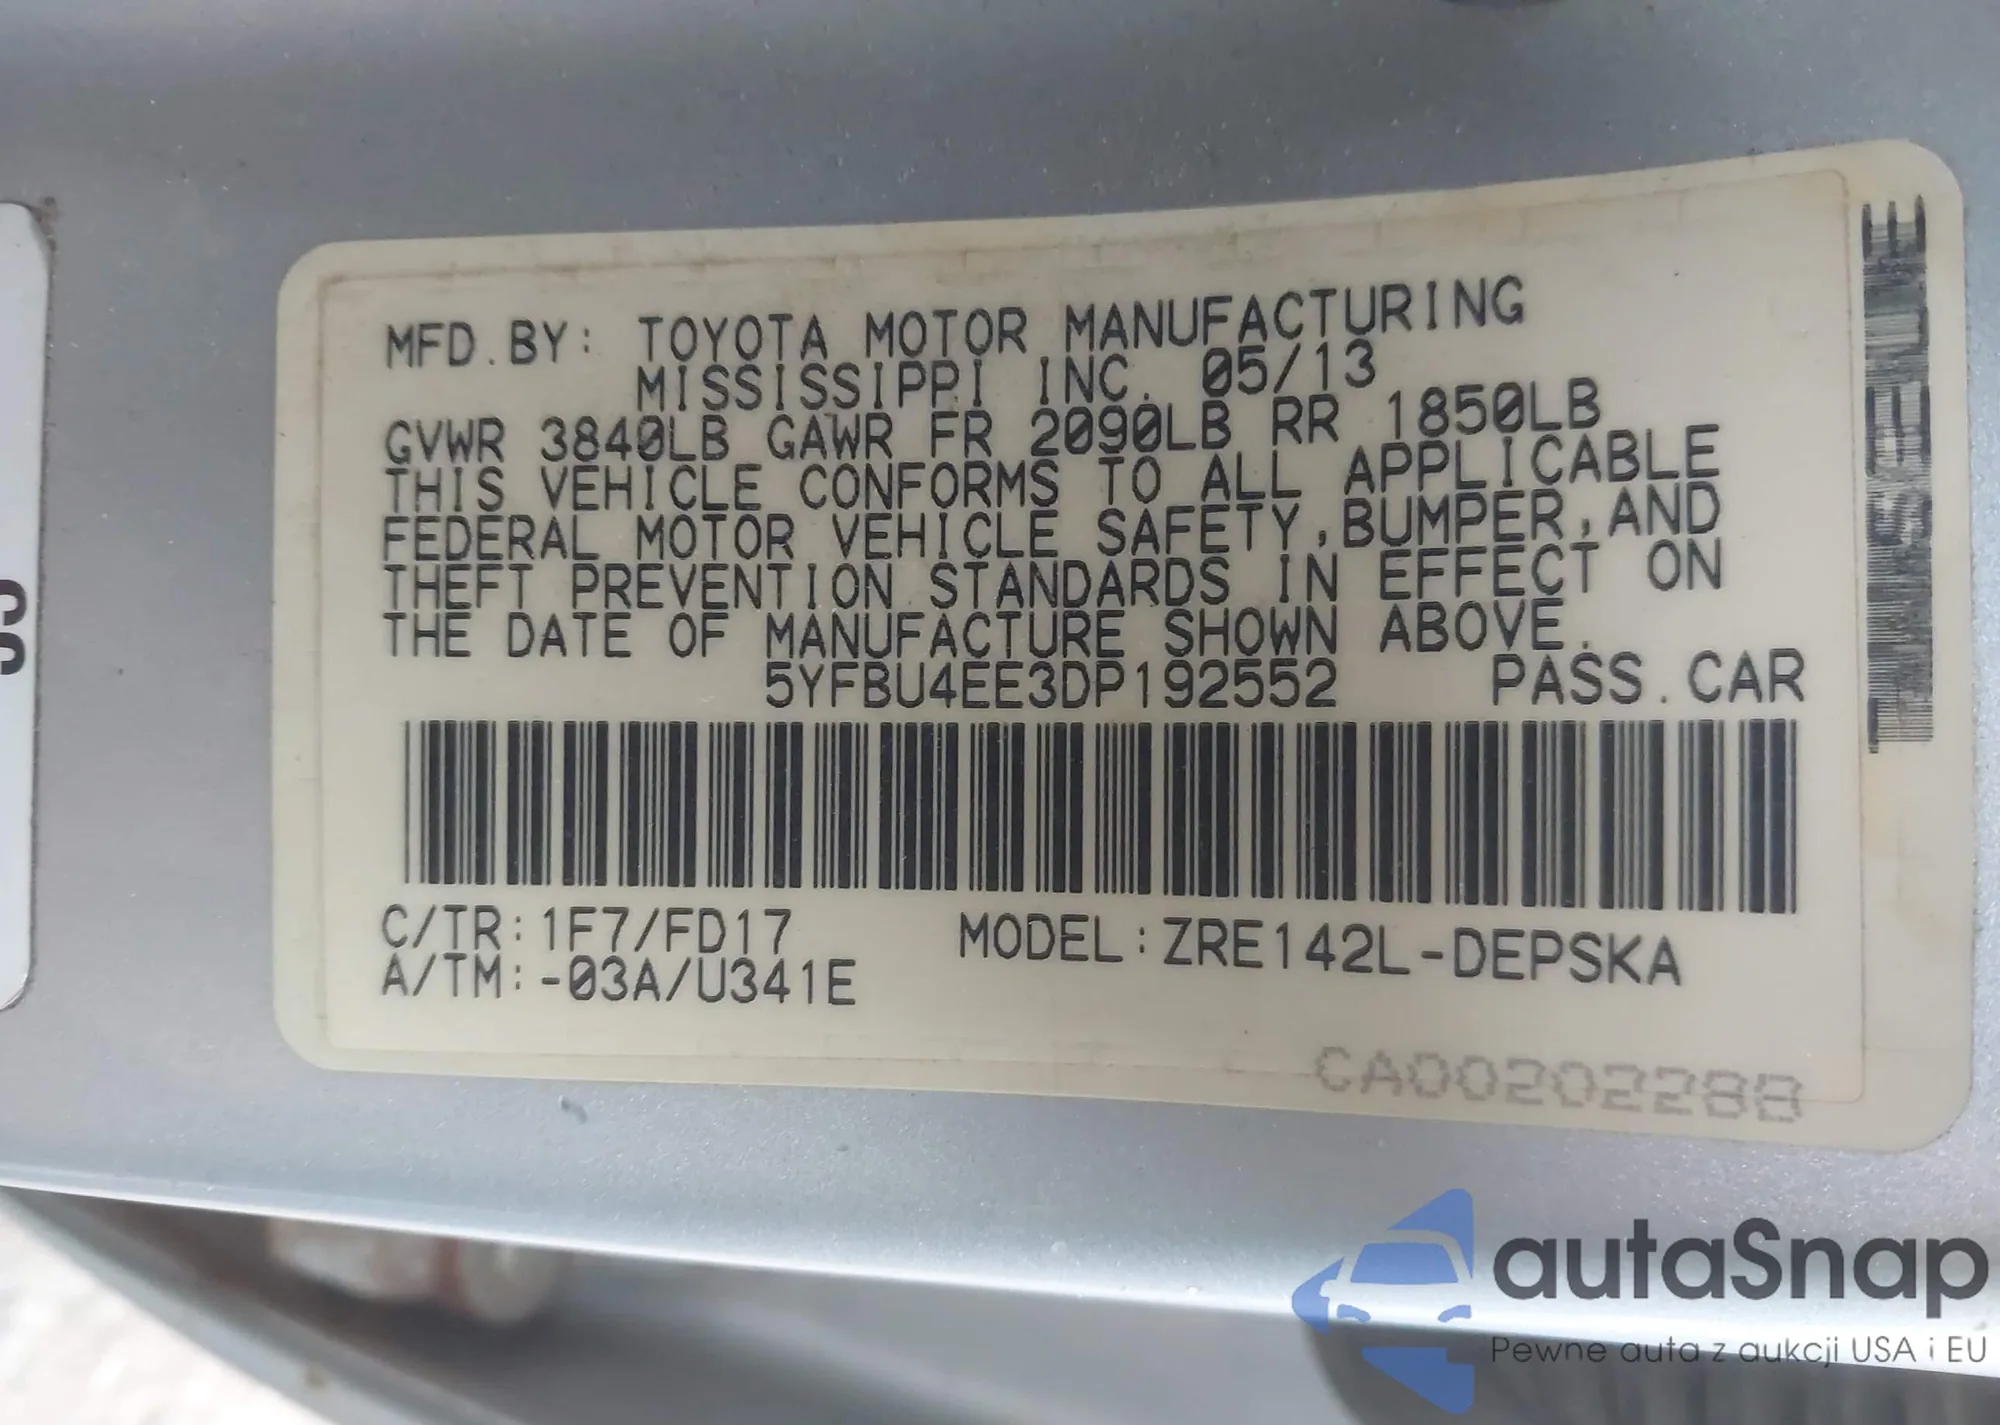 MFD.BY: TOYOTA MOTOR MANUFACTURING
MISSISSIPPI INC. 05/13
GVWR 3840LB GAWR FR 2090LB RR 1850LB
THIS VEHICLE CONFORMS TO ALL APPLICABLE
FEDERAL MOTOR VEHICLE SAFETY,BUMPER,AND
THEFT PREVENTION STANDARDS IN EFFECT ON
THE DATE OF MANUFACTURE SHOWN ABOVE.
5YFBU4EE3DP192552 PASS.CAR
C/TR:1F7/FD17 MODEL:ZRE142L-DEPSKA
A/TM:-03A/U341E
CA00202288
autaSnap
Pewne auta z aukcji USA i EU